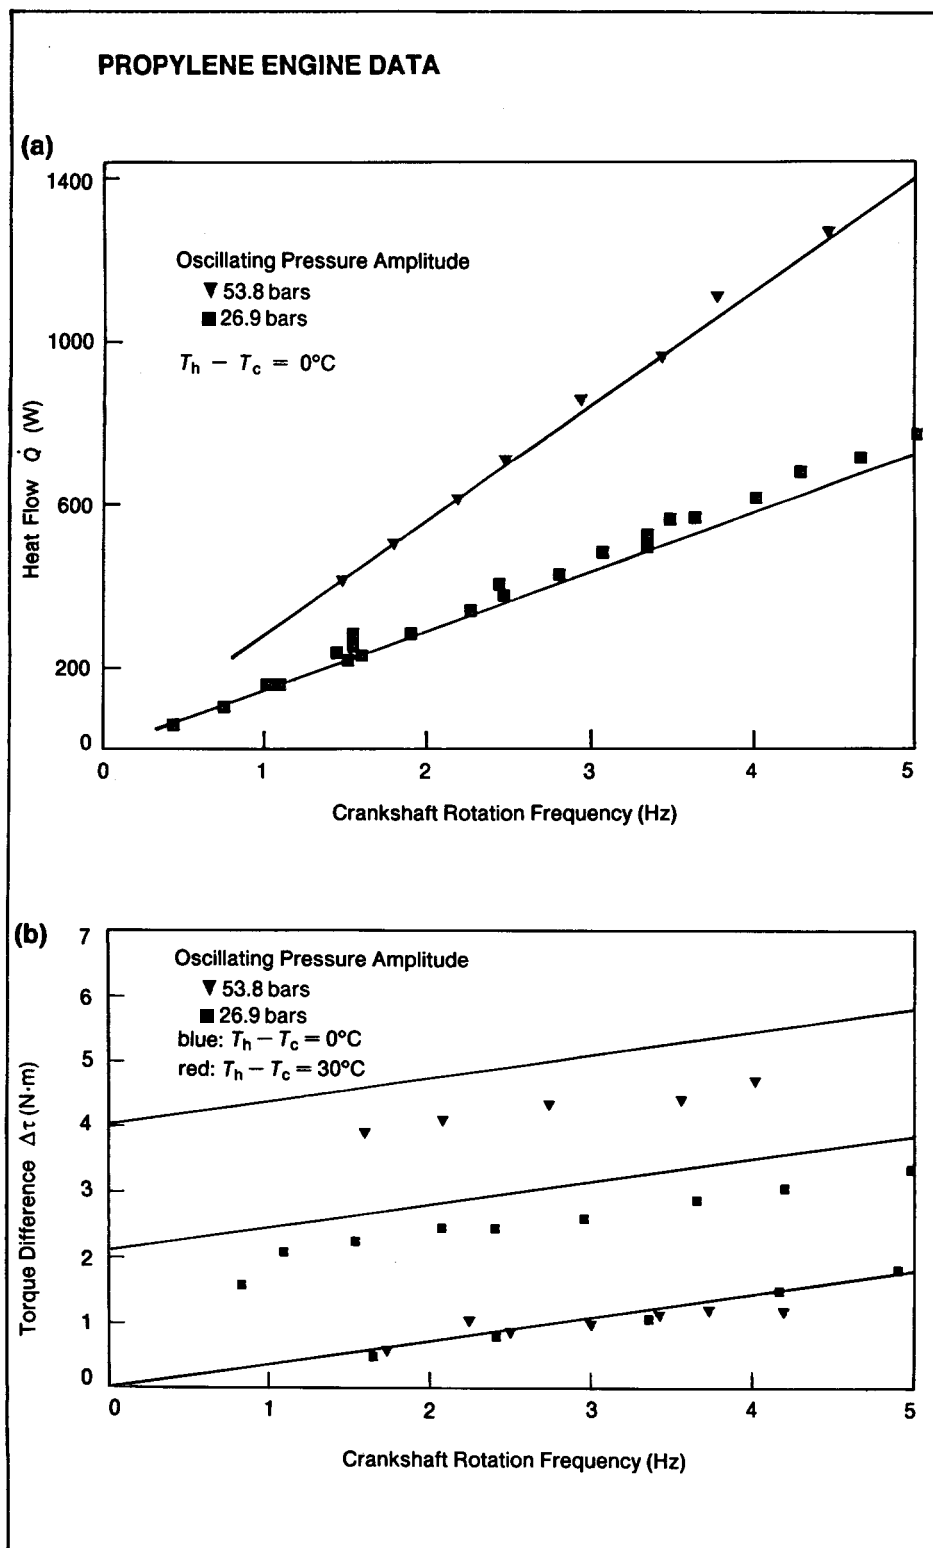 PROPYLENE ENGINE DATA
(a)
1400
1000
600
200
0
Heat Flow Q̇ (W)
Oscillating Pressure Amplitude
▼ 53.8 bars
■ 26.9 bars
Tₕ − T_c = 0°C
0 1 2 3 4 5
Crankshaft Rotation Frequency (Hz)
(b)
7
6
5
4
3
2
1
0
Torque Difference Δτ (N·m)
Oscillating Pressure Amplitude
▼ 53.8 bars
■ 26.9 bars
blue: Tₕ − T_c = 0°C
red: Tₕ − T_c = 30°C
0 1 2 3 4 5
Crankshaft Rotation Frequency (Hz)